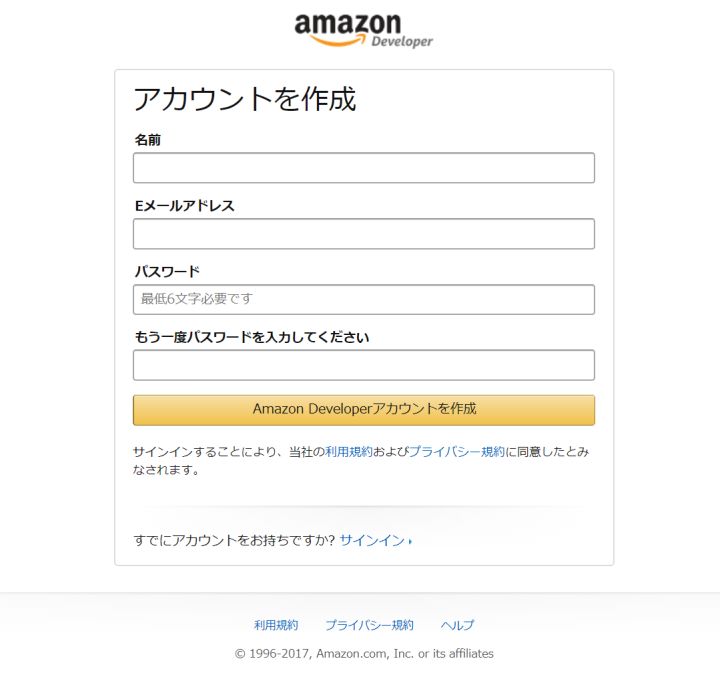 amazon
Developer
アカウントを作成
名前
Eメールアドレス
パスワード
最低6文字必要です
もう一度パスワードを入力してください
Amazon Developerアカウントを作成
サインインすることにより、当社の利用規約およびプライバシー規約に同意したとみ
なされます。
すでにアカウントをお持ちですか? サインイン
利用規約 プライバシー規約 ヘルプ
© 1996-2017, Amazon.com, Inc. or its affiliates